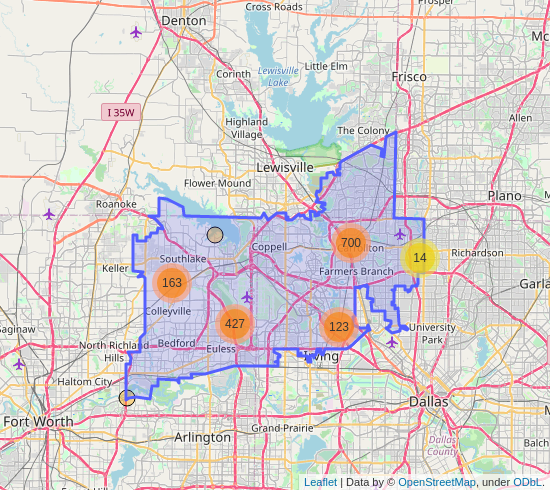 Cross Roads
Prosper
Denton
Mc
Little Elm
Corinth
Lewisville
Lake
Frisco
I 35W
Allen
Highland
Village
The Colony
Lewisville
Flower Mound
Plano
Roanoke
700
Coppell
lton
Richardson
14
Southlake
Keller
Farmers Branch
163
Garla
Colleyville
427
123
University
Park
Saginaw
North Richland
Hills
Bedford
Euless
Irving
Haltom City
Dallas
Fort Worth
Grand Prairie
Arlington
Dallas
County
Balch
Leaflet | Data by © OpenStreetMap, under ODbL.